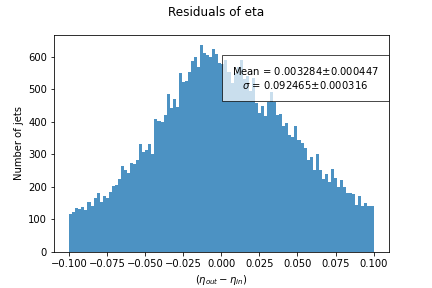 Residuals of eta
Number of jets
600
500
400
300
200
100
0
Mean = 0.003284±0.000447
σ = 0.092465±0.000316
−0.100 −0.075 −0.050 −0.025 0.000 0.025 0.050 0.075 0.100
(η_out − η_in)